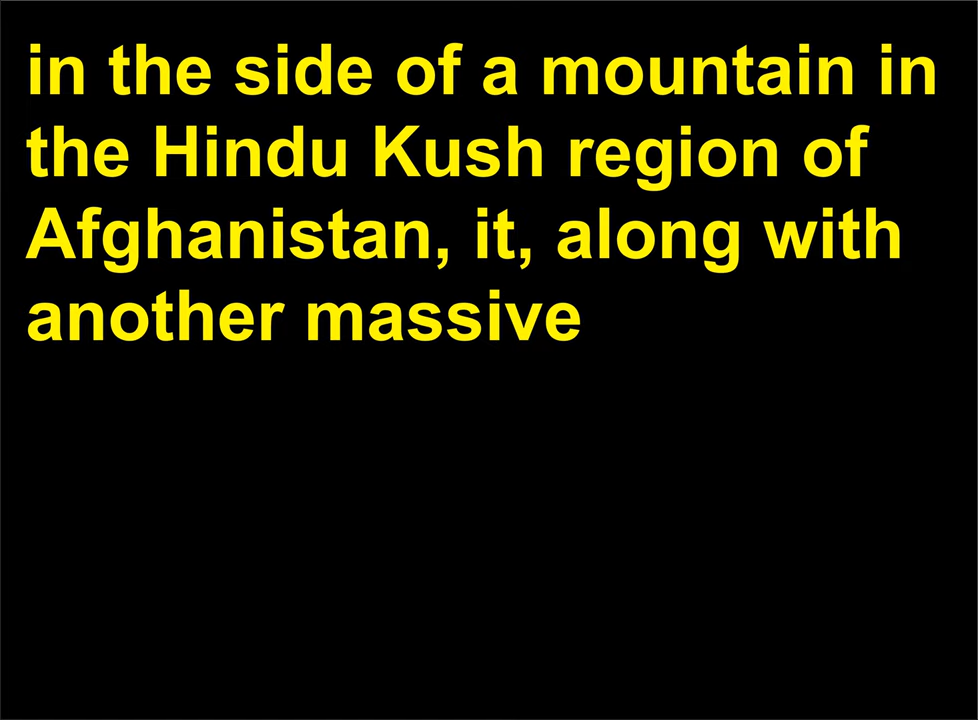 in the side of a mountain in
the Hindu Kush region of
Afghanistan, it, along with
another massive